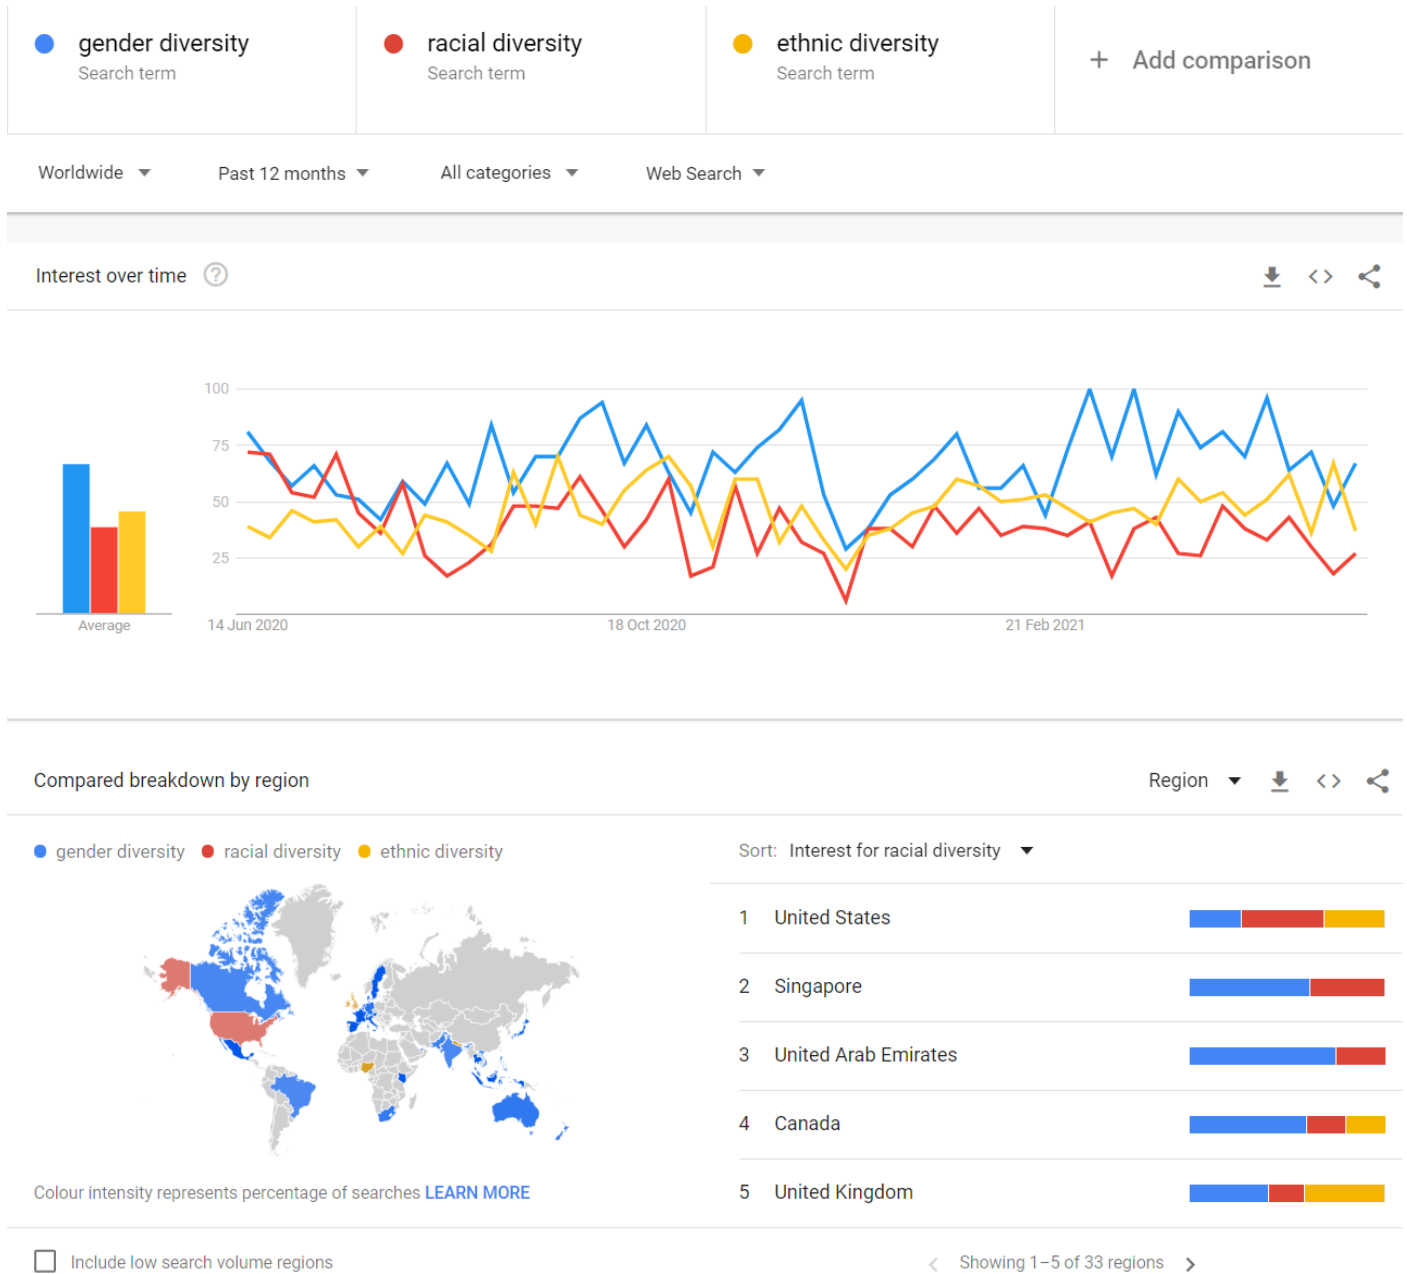 gender diversity
Search term
racial diversity
Search term
ethnic diversity
Search term
+ Add comparison
Worldwide
Past 12 months
All categories
Web Search
Interest over time
?
100
75
50
25
Average
14 Jun 2020
18 Oct 2020
21 Feb 2021
Compared breakdown by region
Region
gender diversity
racial diversity
ethnic diversity
Sort: Interest for racial diversity
1 United States
2 Singapore
3 United Arab Emirates
4 Canada
5 United Kingdom
Colour intensity represents percentage of searches LEARN MORE
Include low search volume regions
Showing 1–5 of 33 regions